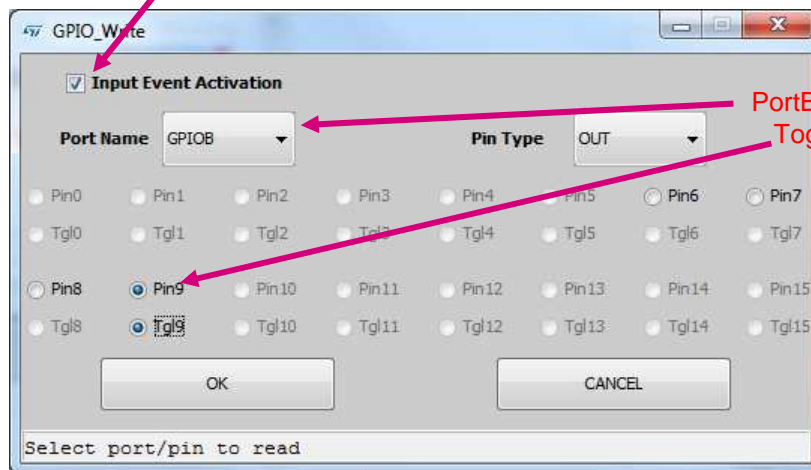 GPIO_Write
Input Event Activation
PortB
Port Name GPIOB Pin Type OUT
Tog
Pin0 Pin1 Pin2 Pin3 Pin4 Pin5 Pin6 Pin7
Tgl0 Tgl1 Tgl2 Tgl3 Tgl4 Tgl5 Tgl6 Tgl7
Pin8 Pin9 Pin10 Pin11 Pin12 Pin13 Pin14 Pin15
Tgl8 Tgl9 Tgl10 Tgl11 Tgl12 Tgl13 Tgl14 Tgl15
OK CANCEL
Select port/pin to read